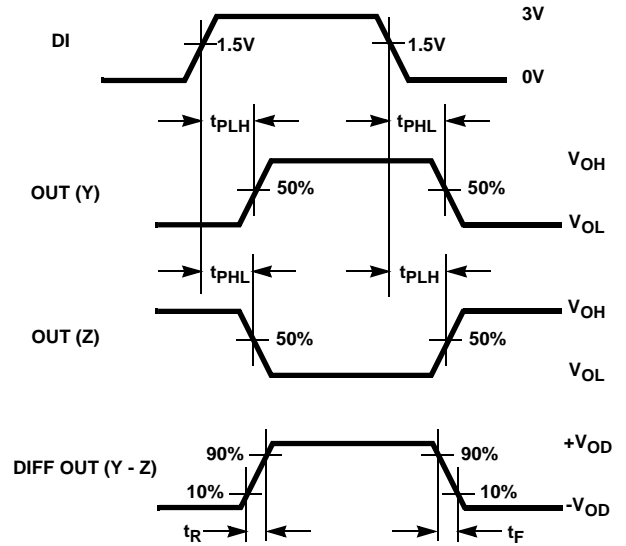 DI
3V
1.5V
1.5V
0V
tPLH
tPHL
OUT (Y)
VOH
50%
50%
VOL
tPHL
tPLH
OUT (Z)
VOH
50%
50%
VOL
DIFF OUT (Y - Z)
+VOD
90%
90%
10%
10%
-VOD
tR
tF